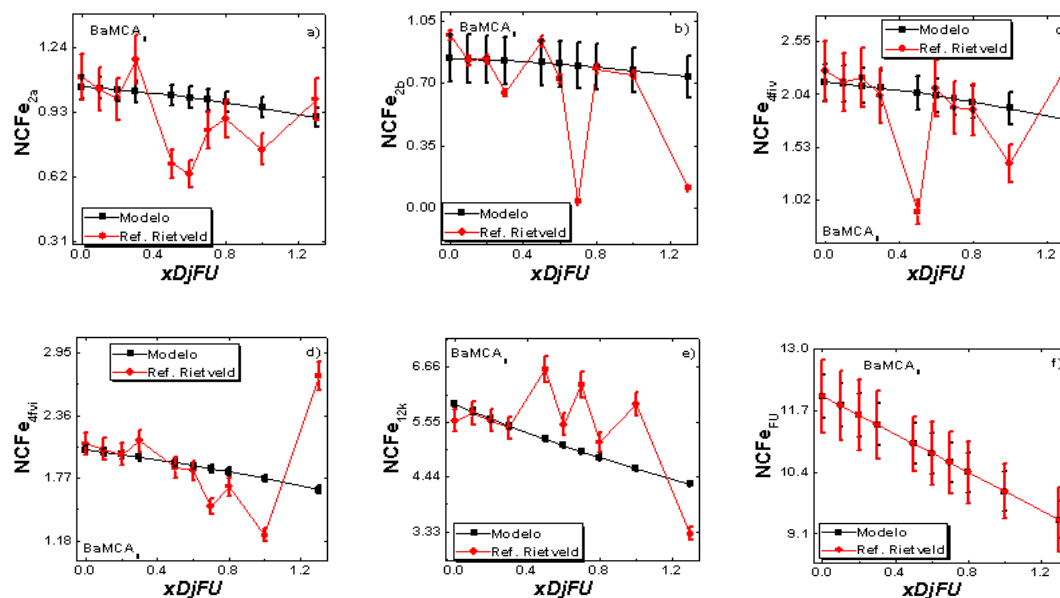 BaMCA
a)
NCFe2a
1.24
0.93
0.62
0.31
Modelo
Ref. Rietveld
0.0 0.4 0.8 1.2
xDjFU
BaMCA
b)
NCFe2b
1.05
0.70
0.35
0.00
Modelo
Ref. Rietveld
0.0 0.4 0.8 1.2
xDjFU
NCFe4fiv
2.55
2.04
1.53
1.02
Modelo
Ref. Rietveld
BaMCA
0.0 0.4 0.8 1.2
xDjFU
d)
NCFe4fvi
2.95
2.36
1.77
1.18
Modelo
Ref. Rietveld
BaMCA
0.0 0.4 0.8 1.2
xDjFU
BaMCA
e)
NCFe12k
6.66
5.55
4.44
3.33
Modelo
Ref. Rietveld
0.0 0.4 0.8 1.2
xDjFU
BaMCA
f)
NCFeFU
13.0
11.7
10.4
9.1
Modelo
Ref. Rietveld
0.0 0.4 0.8 1.2
xDjFU